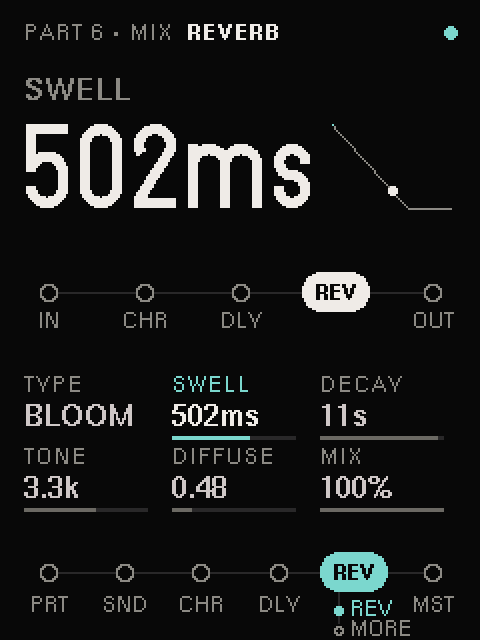 PART 6 · MIX REVERB
SWELL
502ms
REV
IN CHR DLY OUT
TYPE SWELL DECAY
BLOOM 502ms 11s
TONE DIFFUSE MIX
3.3k 0.48 100%
REV
PRT SND CHR DLY REV MST
MORE